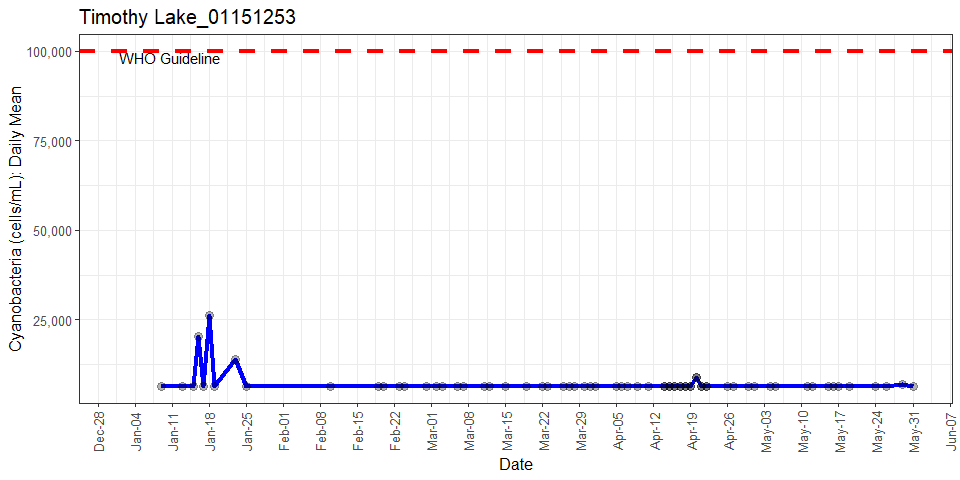 Timothy Lake_01151253
100,000
WHO Guideline
75,000
50,000
25,000
Cyanobacteria (cells/mL): Daily Mean
Dec-28
Jan-04
Jan-11
Jan-18
Jan-25
Feb-01
Feb-08
Feb-15
Feb-22
Mar-01
Mar-08
Mar-15
Mar-22
Mar-29
Apr-05
Apr-12
Apr-19
Apr-26
May-03
May-10
May-17
May-24
May-31
Jun-07
Date